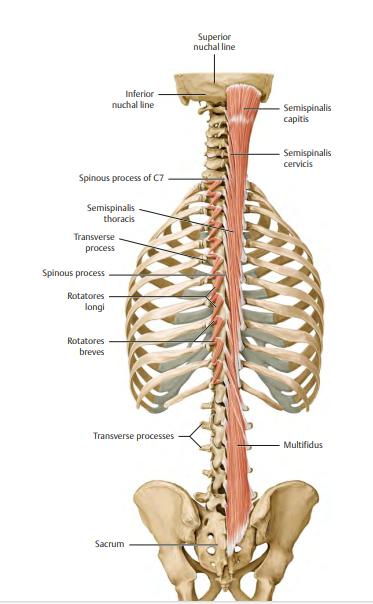 Superior
nuchal line
Inferior
nuchal line
Semispinalis
capitis
Semispinalis
cervicis
Spinous process of C7
Semispinalis
thoracis
Transverse
process
Spinous process
Rotatores
longi
Rotatores
breves
Transverse processes
Multifidus
Sacrum